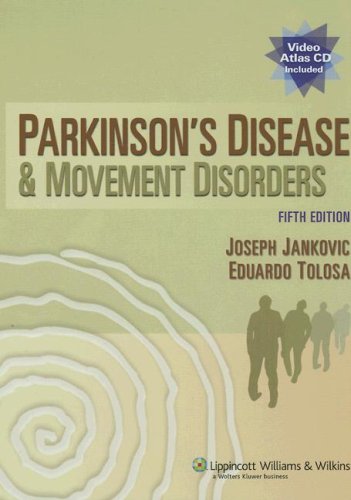 Video
Atlas CD
Included
PARKINSON'S DISEASE
& MOVEMENT DISORDERS
FIFTH EDITION
JOSEPH JANKOVIC
EDUARDO TOLOSA
Lippincott Williams & Wilkins
a Wolters Kluwer business